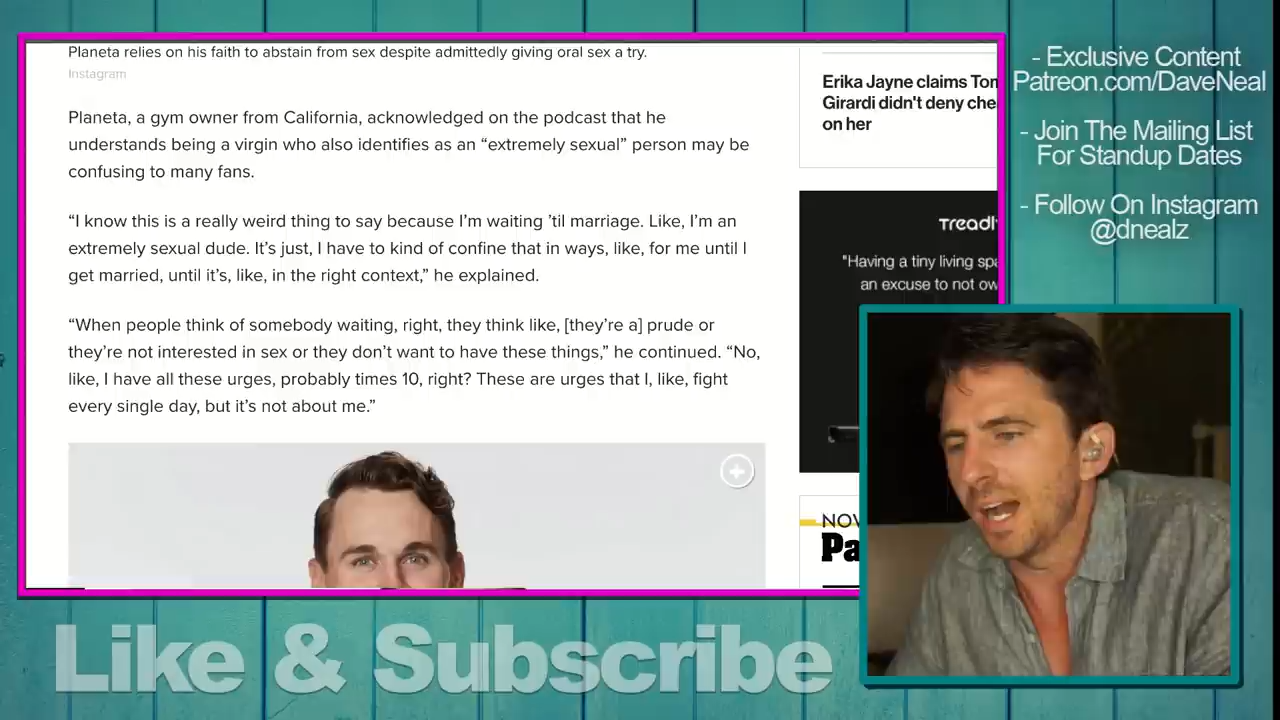 Planeta relies on his faith to abstain from sex despite admittedly giving oral sex a try.
Instagram
Planeta, a gym owner from California, acknowledged on the podcast that he
understands being a virgin who also identifies as an “extremely sexual” person may be
confusing to many fans.
“I know this is a really weird thing to say because I’m waiting ’til marriage. Like, I’m an
extremely sexual dude. It’s just, I have to kind of confine that in ways, like, for me until I
get married, until it’s, like, in the right context,” he explained.
“When people think of somebody waiting, right, they think like, [they’re a] prude or
they’re not interested in sex or they don’t want to have these things,” he continued. “No,
like, I have all these urges, probably times 10, right? These are urges that I, like, fight
every single day, but it’s not about me.”
Erika Jayne claims Tom
Girardi didn't deny che
on her
Treadly
"Having a tiny living spa
an excuse to not ow
NOV
Pa
- Exclusive Content
Patreon.com/DaveNeal
- Join The Mailing List
For Standup Dates
- Follow On Instagram
@dnealz
Like & Subscribe